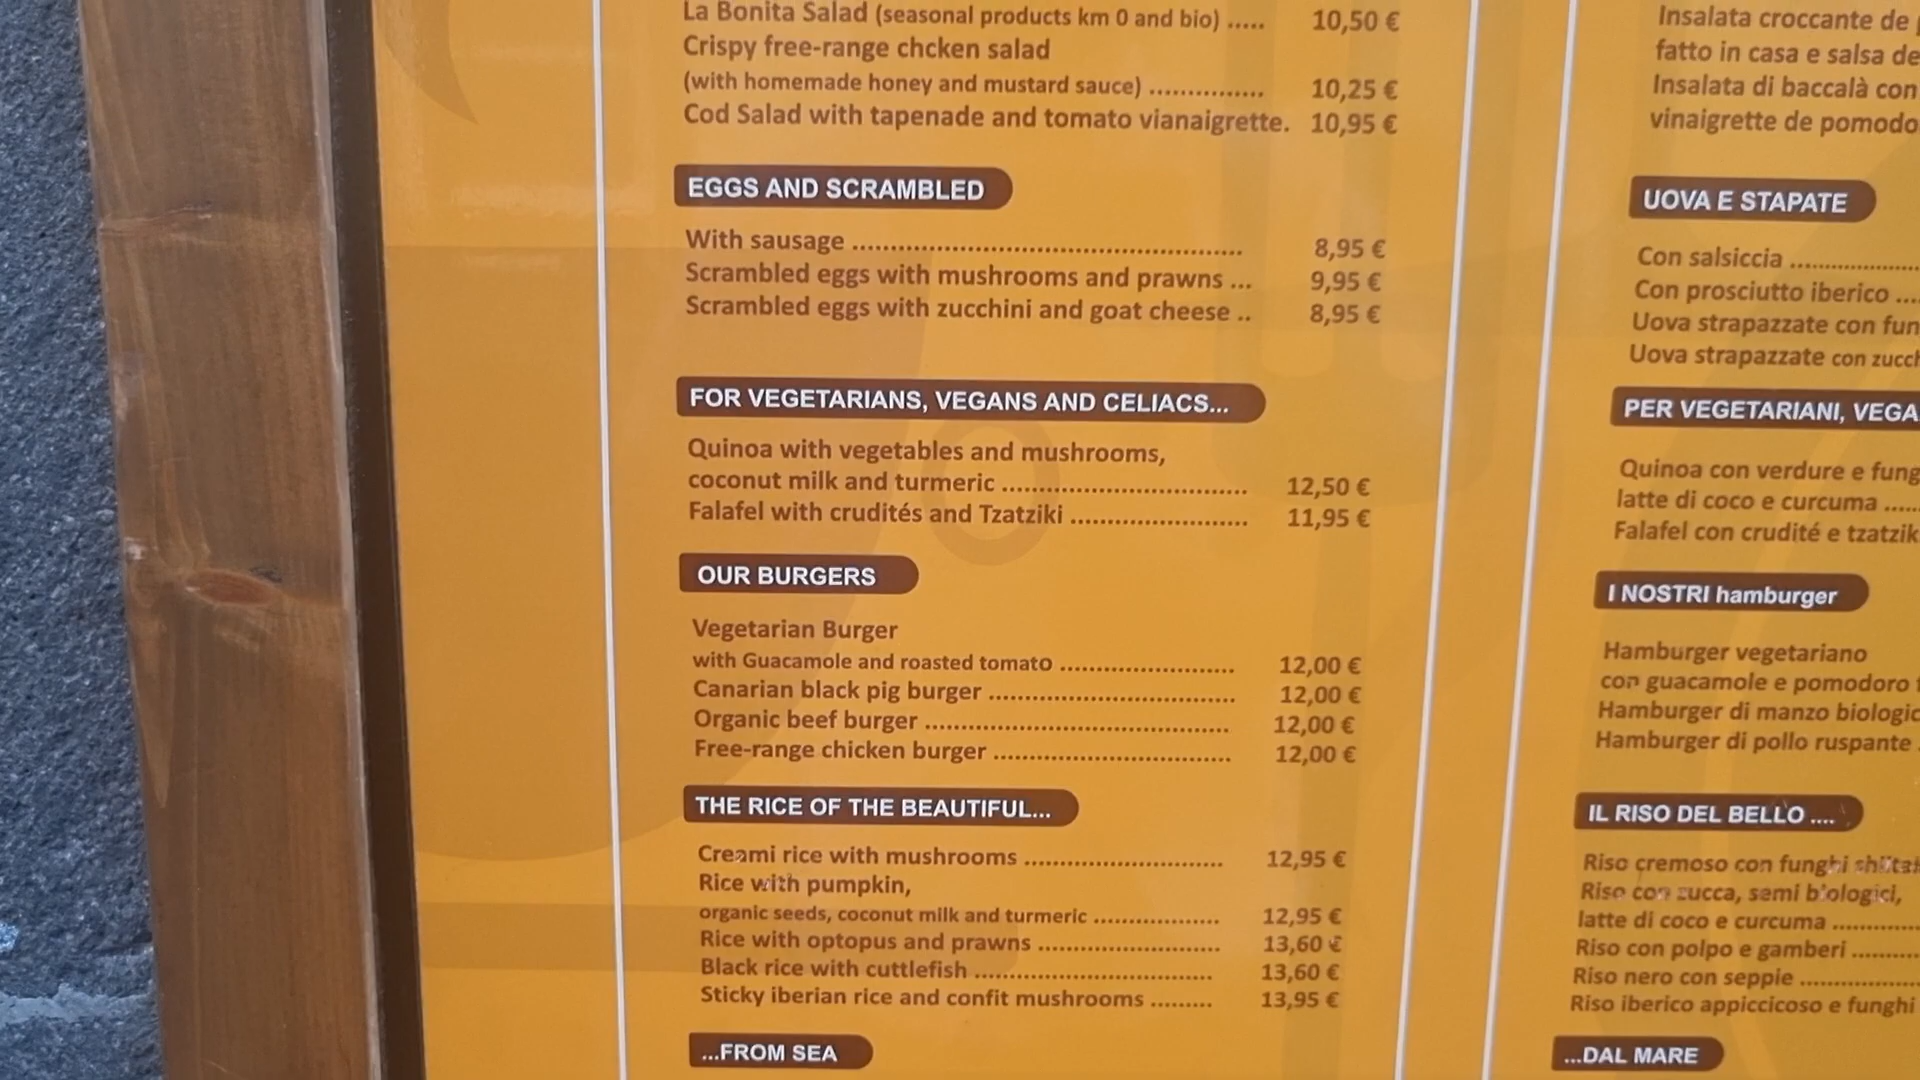 La Bonita Salad (seasonal products km 0 and bio) ..... 10,50 €
Crispy free-range chcken salad
(with homemade honey and mustard sauce) ............... 10,25 €
Cod Salad with tapenade and tomato vianaigrette. 10,95 €
EGGS AND SCRAMBLED
With sausage ..................................................... 8,95 €
Scrambled eggs with mushrooms and prawns ... 9,95 €
Scrambled eggs with zucchini and goat cheese .. 8,95 €
FOR VEGETARIANS, VEGANS AND CELIACS...
Quinoa with vegetables and mushrooms,
coconut milk and turmeric .................................. 12,50 €
Falafel with crudités and Tzatziki ........................ 11,95 €
OUR BURGERS
Vegetarian Burger
with Guacamole and roasted tomato ........................ 12,00 €
Canarian black pig burger .................................. 12,00 €
Organic beef burger .......................................... 12,00 €
Free-range chicken burger ................................. 12,00 €
THE RICE OF THE BEAUTIFUL...
Creami rice with mushrooms ........................... 12,95 €
Rice with pumpkin,
organic seeds, coconut milk and turmeric ................. 12,95 €
Rice with optopus and prawns ......................... 13,60 €
Black rice with cuttlefish ................................. 13,60 €
Sticky iberian rice and confit mushrooms ......... 13,95 €
...FROM SEA
Insalata croccante de
fatto in casa e salsa de
Insalata di baccalà con
vinaigrette de pomodo
UOVA E STAPATE
Con salsiccia ...................
Con prosciutto iberico ....
Uova strapazzate con fun
Uova strapazzate con zucch
PER VEGETARIANI, VEGA
Quinoa con verdure e fung
latte di coco e curcuma ......
Falafel con crudité e tzatzik
I NOSTRI hamburger
Hamburger vegetariano
con guacamole e pomodoro
Hamburger di manzo biologic
Hamburger di pollo ruspante .
IL RISO DEL BELLO ....
Riso cremoso con funghi shiitak
Riso con zucca, semi biologici,
latte di coco e curcuma ............
Riso con polpo e gamberi .........
Riso nero con seppie ................
Riso iberico appiccicoso e funghi
...DAL MARE